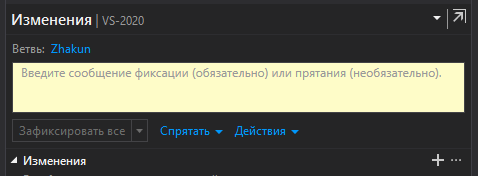 Изменения | VS-2020
Ветвь: Zhakun
Введите сообщение фиксации (обязательно) или прятания (необязательно).
Зафиксировать все Спрятать Действия
Изменения